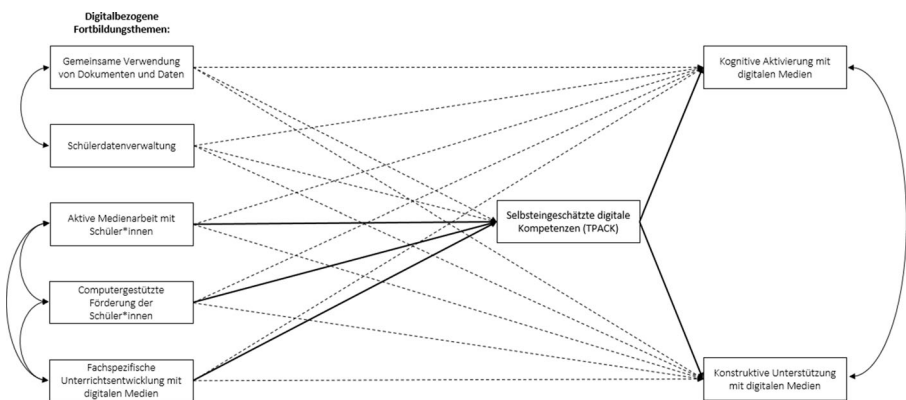 Digitalbezogene
Fortbildungsthemen:
Gemeinsame Verwendung
von Dokumenten und Daten
Schülerdatenverwaltung
Aktive Medienarbeit mit
Schüler*innen
Computergestützte
Förderung der
Schüler*innen
Fachspezifische
Unterrichtsentwicklung mit
digitalen Medien
Selbsteingeschätzte digitale
Kompetenzen (TPACK)
Kognitive Aktivierung mit
digitalen Medien
Konstruktive Unterstützung
mit digitalen Medien